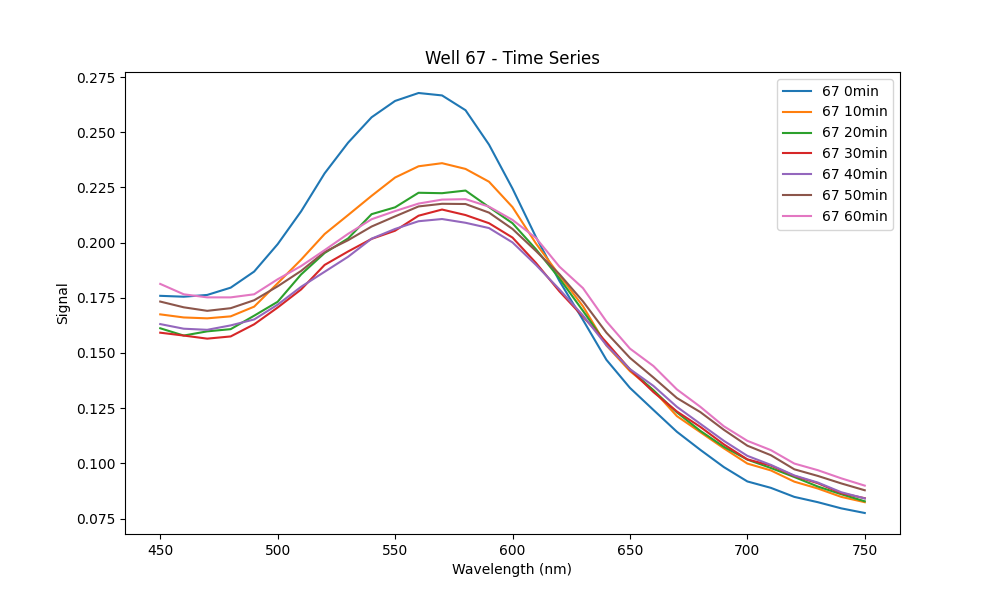 Well 67 - Time Series
Signal
0.275
0.250
0.225
0.200
0.175
0.150
0.125
0.100
0.075
67 0min
67 10min
67 20min
67 30min
67 40min
67 50min
67 60min
450 500 550 600 650 700 750
Wavelength (nm)